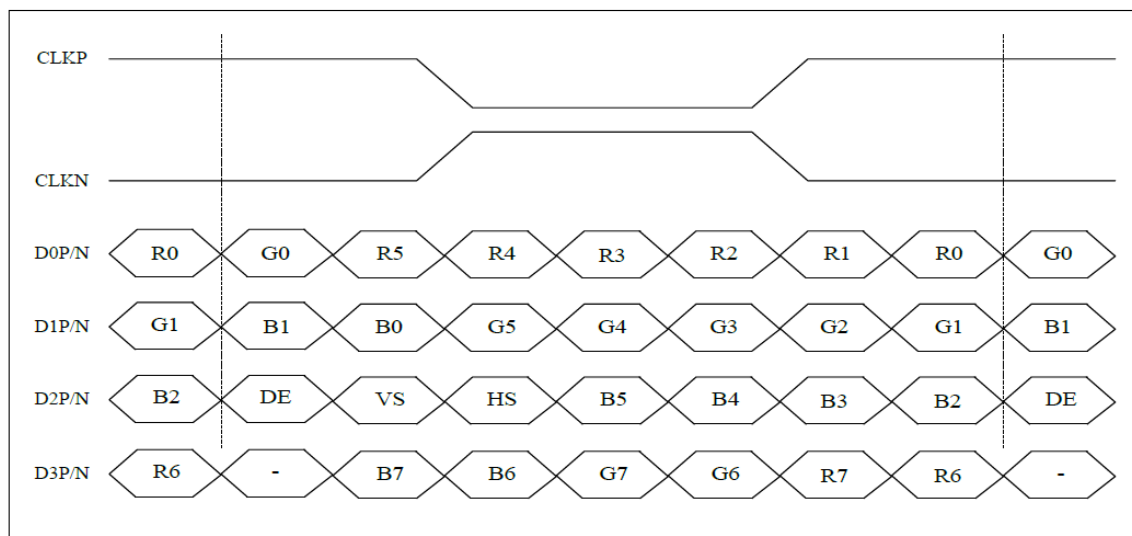 CLKP
CLKN
D0P/N R0 G0 R5 R4 R3 R2 R1 R0 G0
D1P/N G1 B1 B0 G5 G4 G3 G2 G1 B1
D2P/N B2 DE VS HS B5 B4 B3 B2 DE
D3P/N R6 - B7 B6 G7 G6 R7 R6 -